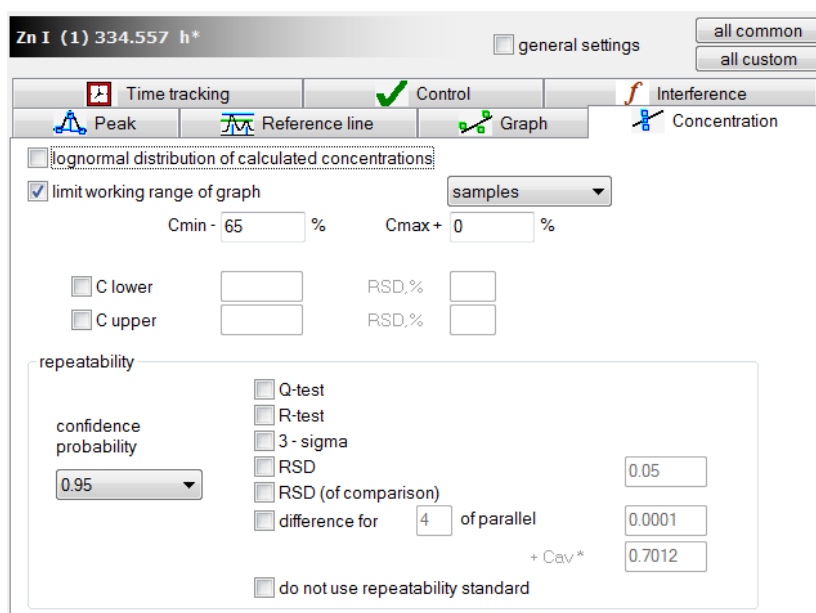 Zn I (1) 334.557 h*
general settings
all common
all custom
Time tracking
Control
Interference
Peak
Reference line
Graph
Concentration
lognormal distribution of calculated concentrations
limit working range of graph
samples
Cmin - 65 %
Cmax + 0 %
C lower
RSD,%
C upper
RSD,%
repeatability
confidence
probability
0.95
Q-test
R-test
3 - sigma
RSD
0.05
RSD (of comparison)
difference for 4 of parallel 0.0001
+ Cav * 0.7012
do not use repeatability standard